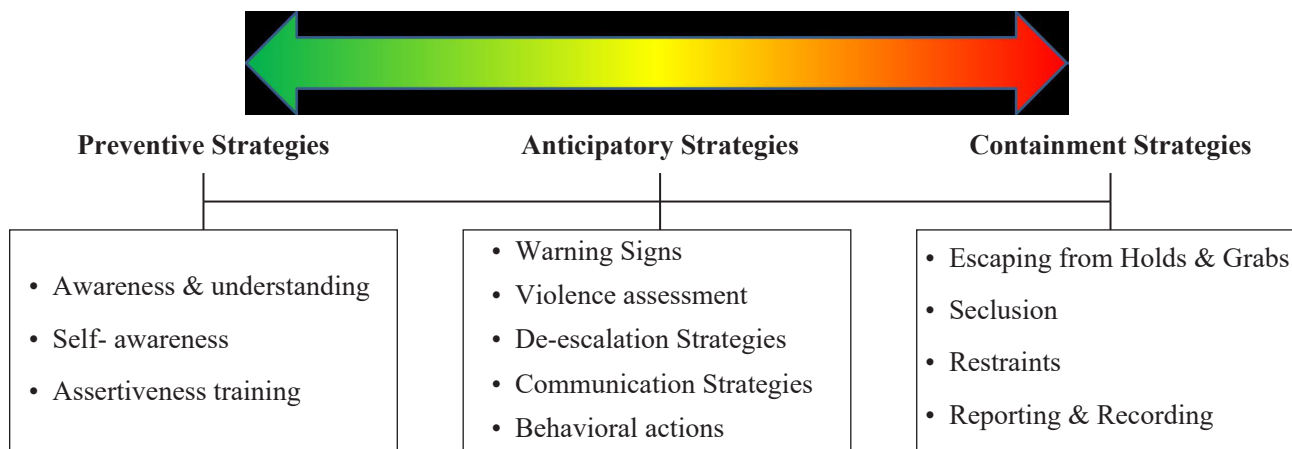 Preventive Strategies
Anticipatory Strategies
Containment Strategies
• Awareness & understanding
• Self- awareness
• Assertiveness training
• Warning Signs
• Violence assessment
• De-escalation Strategies
• Communication Strategies
• Behavioral actions
• Escaping from Holds & Grabs
• Seclusion
• Restraints
• Reporting & Recording